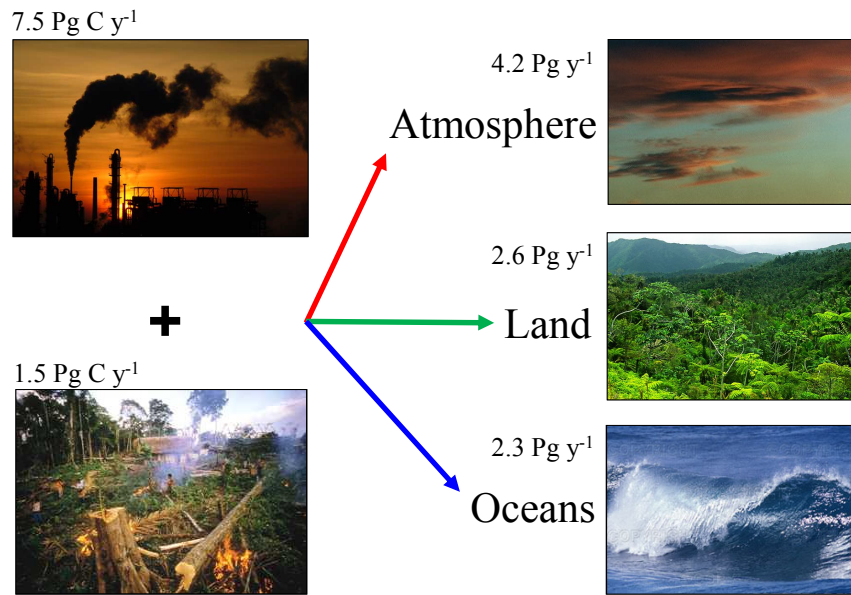 7.5 Pg C y⁻¹
+
1.5 Pg C y⁻¹
4.2 Pg y⁻¹
Atmosphere
2.6 Pg y⁻¹
Land
2.3 Pg y⁻¹
Oceans